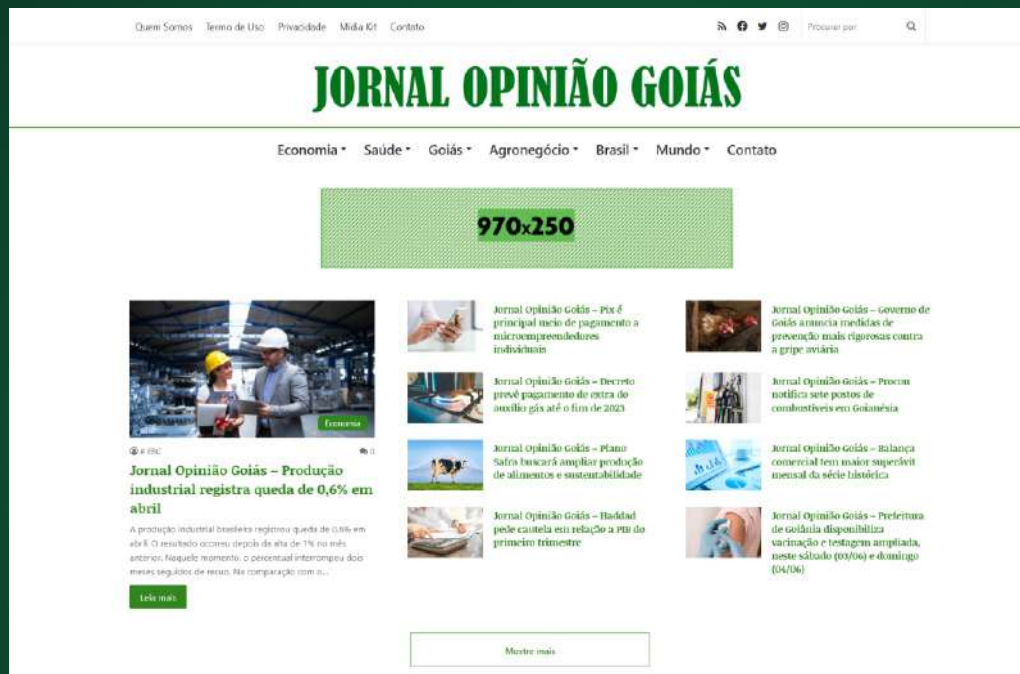 Quem Somos Termo de Uso Privacidade Mídia Kit Contato
Procurar por
JORNAL OPINIÃO GOIÁS
Economia Saúde Goiás Agronegócio Brasil Mundo Contato
970x250
Economia
# EBC 0
Jornal Opinião Goiás – Produção
industrial registra queda de 0,6% em
abril
A produção industrial brasileira registrou queda de 0,6% em
abril. O resultado ocorreu depois da alta de 1% no mês
anterior. Naquele momento, o percentual interrompeu dois
meses seguidos de recuo. Na comparação com o...
Leia mais
Jornal Opinião Goiás – Pix é
principal meio de pagamento a
microempreendedores
individuais
Jornal Opinião Goiás – Decreto
prevê pagamento de extra do
auxílio gás até o fim de 2023
Jornal Opinião Goiás – Plano
Safra buscará ampliar produção
de alimentos e sustentabilidade
Jornal Opinião Goiás – Haddad
pede cautela em relação a PIB do
primeiro trimestre
Jornal Opinião Goiás – Governo de
Goiás anuncia medidas de
prevenção mais rigorosas contra
a gripe aviária
Jornal Opinião Goiás – Procon
notifica sete postos de
combustíveis em Goianésia
Jornal Opinião Goiás – Balança
comercial tem maior superávit
mensal da série histórica
Jornal Opinião Goiás – Prefeitura
de Goiânia disponibiliza
vacinação e testagem ampliada,
neste sábado (03/06) e domingo
(04/06)
Mostre mais